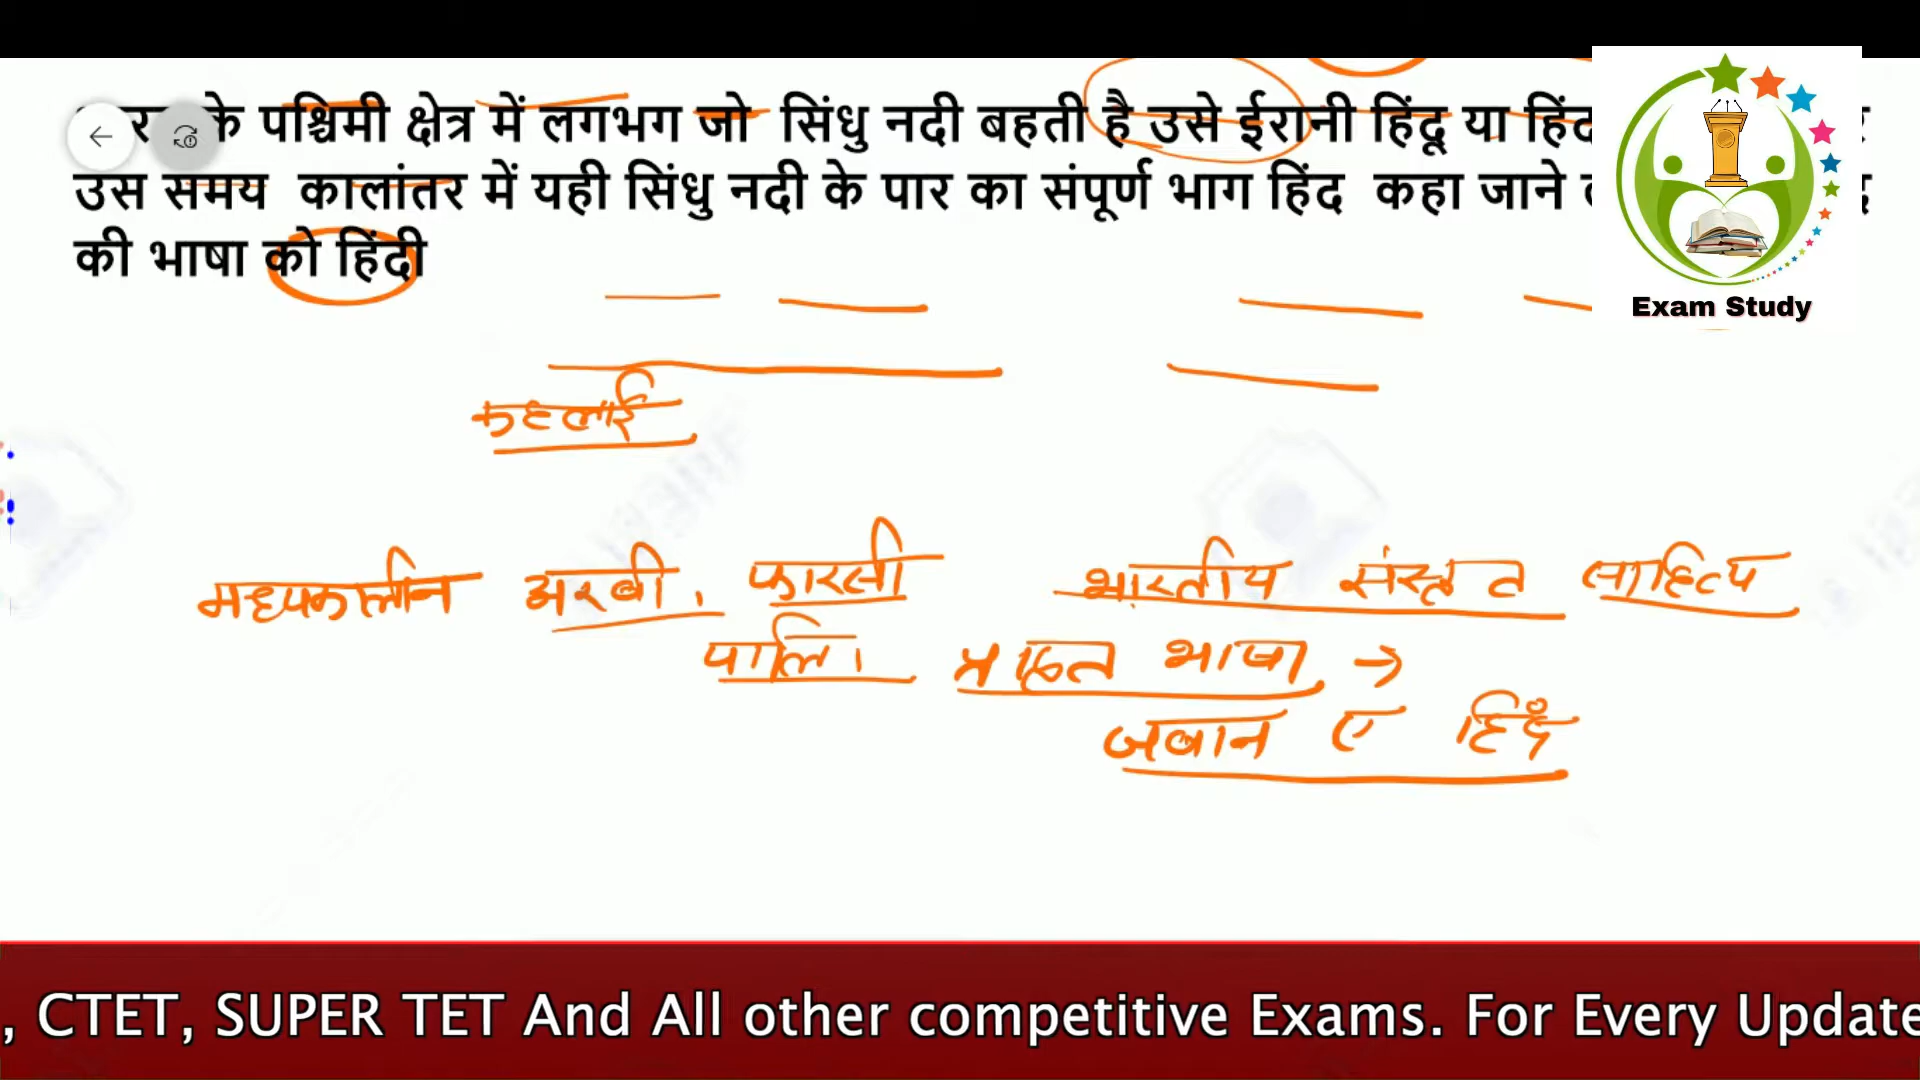 के पश्चिमी क्षेत्र में लगभग जो सिंधु नदी बहती है उसे ईरानी हिंदू या
उस समय कालांतर में यही सिंधु नदी के पार का संपूर्ण भाग हिंद कहा जाने
की भाषा को हिंदी
Exam Study
कहलाई
मध्यकालीन अरबी, फारसी भारतीय संस्कृत साहित्य
पालि, प्राकृत भाषा →
जबान ए हिंद
, CTET, SUPER TET And All other competitive Exams. For Every Update